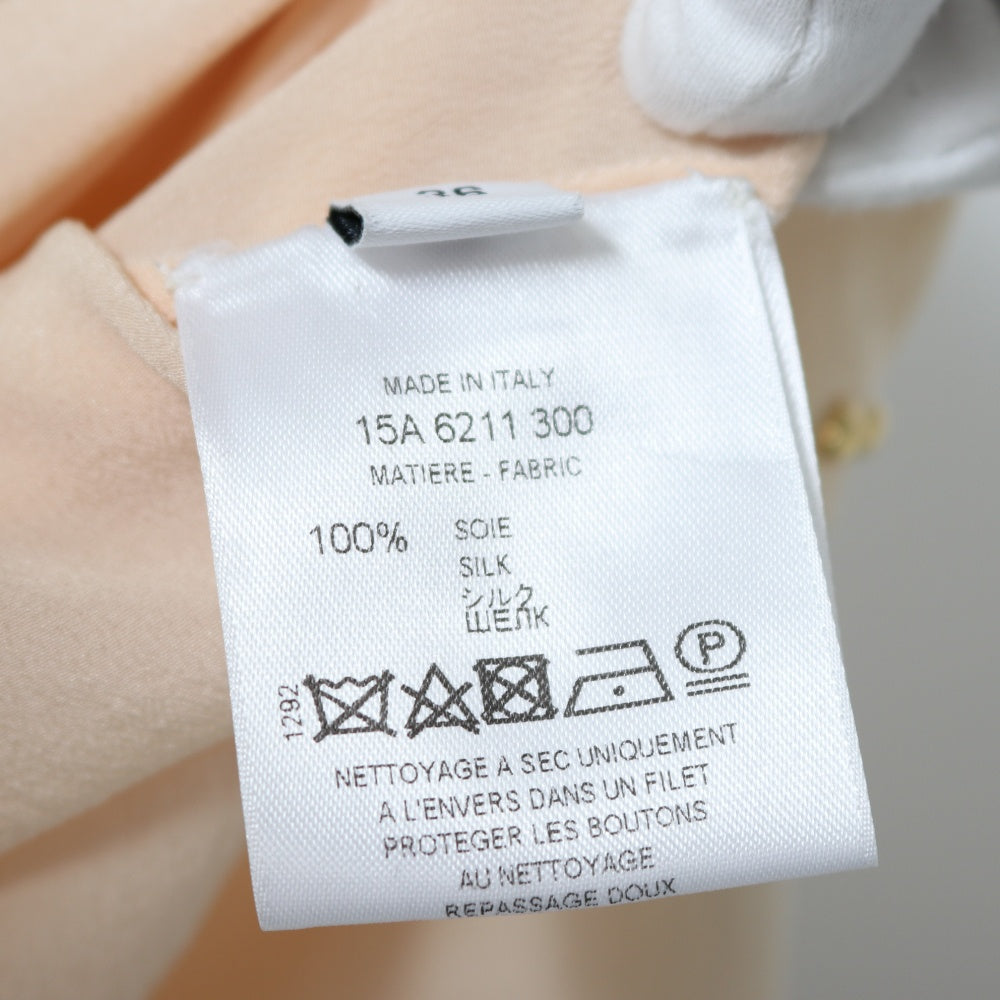 36
MADE IN ITALY
15A 6211 300
MATIERE - FABRIC
100% SOIE
SILK
シルク
ШЕЛК
1292
P
NETTOYAGE A SEC UNIQUEMENT
A L'ENVERS DANS UN FILET
PROTEGER LES BOUTONS
AU NETTOYAGE
REPASSAGE DOUX